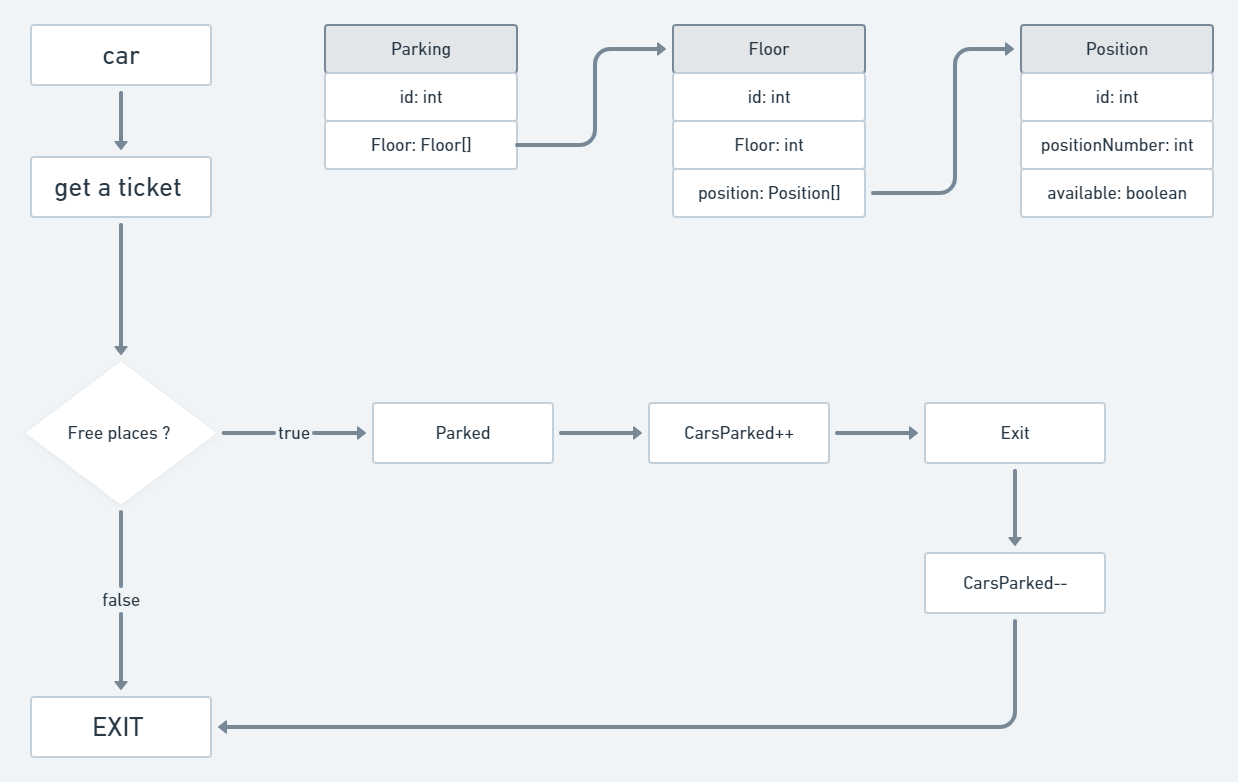 car
get a ticket
Parking
id: int
Floor: Floor[]
Floor
id: int
Floor: int
position: Position[]
Position
id: int
positionNumber: int
available: boolean
Free places ?
true
Parked
CarsParked++
Exit
CarsParked--
false
EXIT